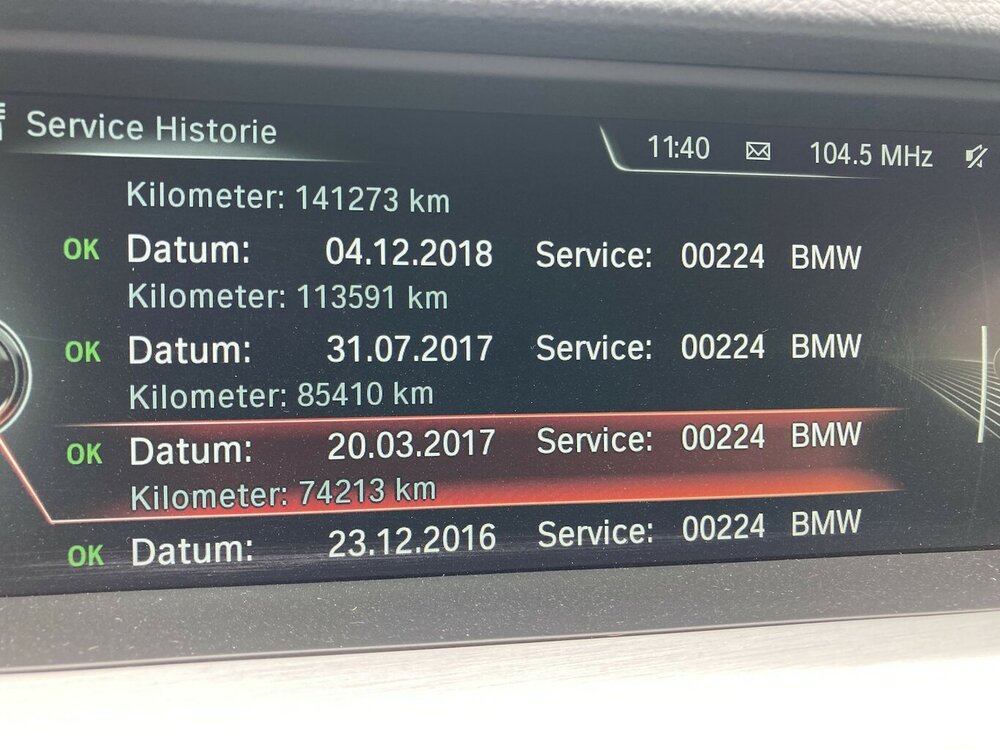 Service Historie
11:40 104.5 MHz
Kilometer: 141273 km
OK Datum: 04.12.2018 Service: 00224 BMW
Kilometer: 113591 km
OK Datum: 31.07.2017 Service: 00224 BMW
Kilometer: 85410 km
OK Datum: 20.03.2017 Service: 00224 BMW
Kilometer: 74213 km
OK Datum: 23.12.2016 Service: 00224 BMW